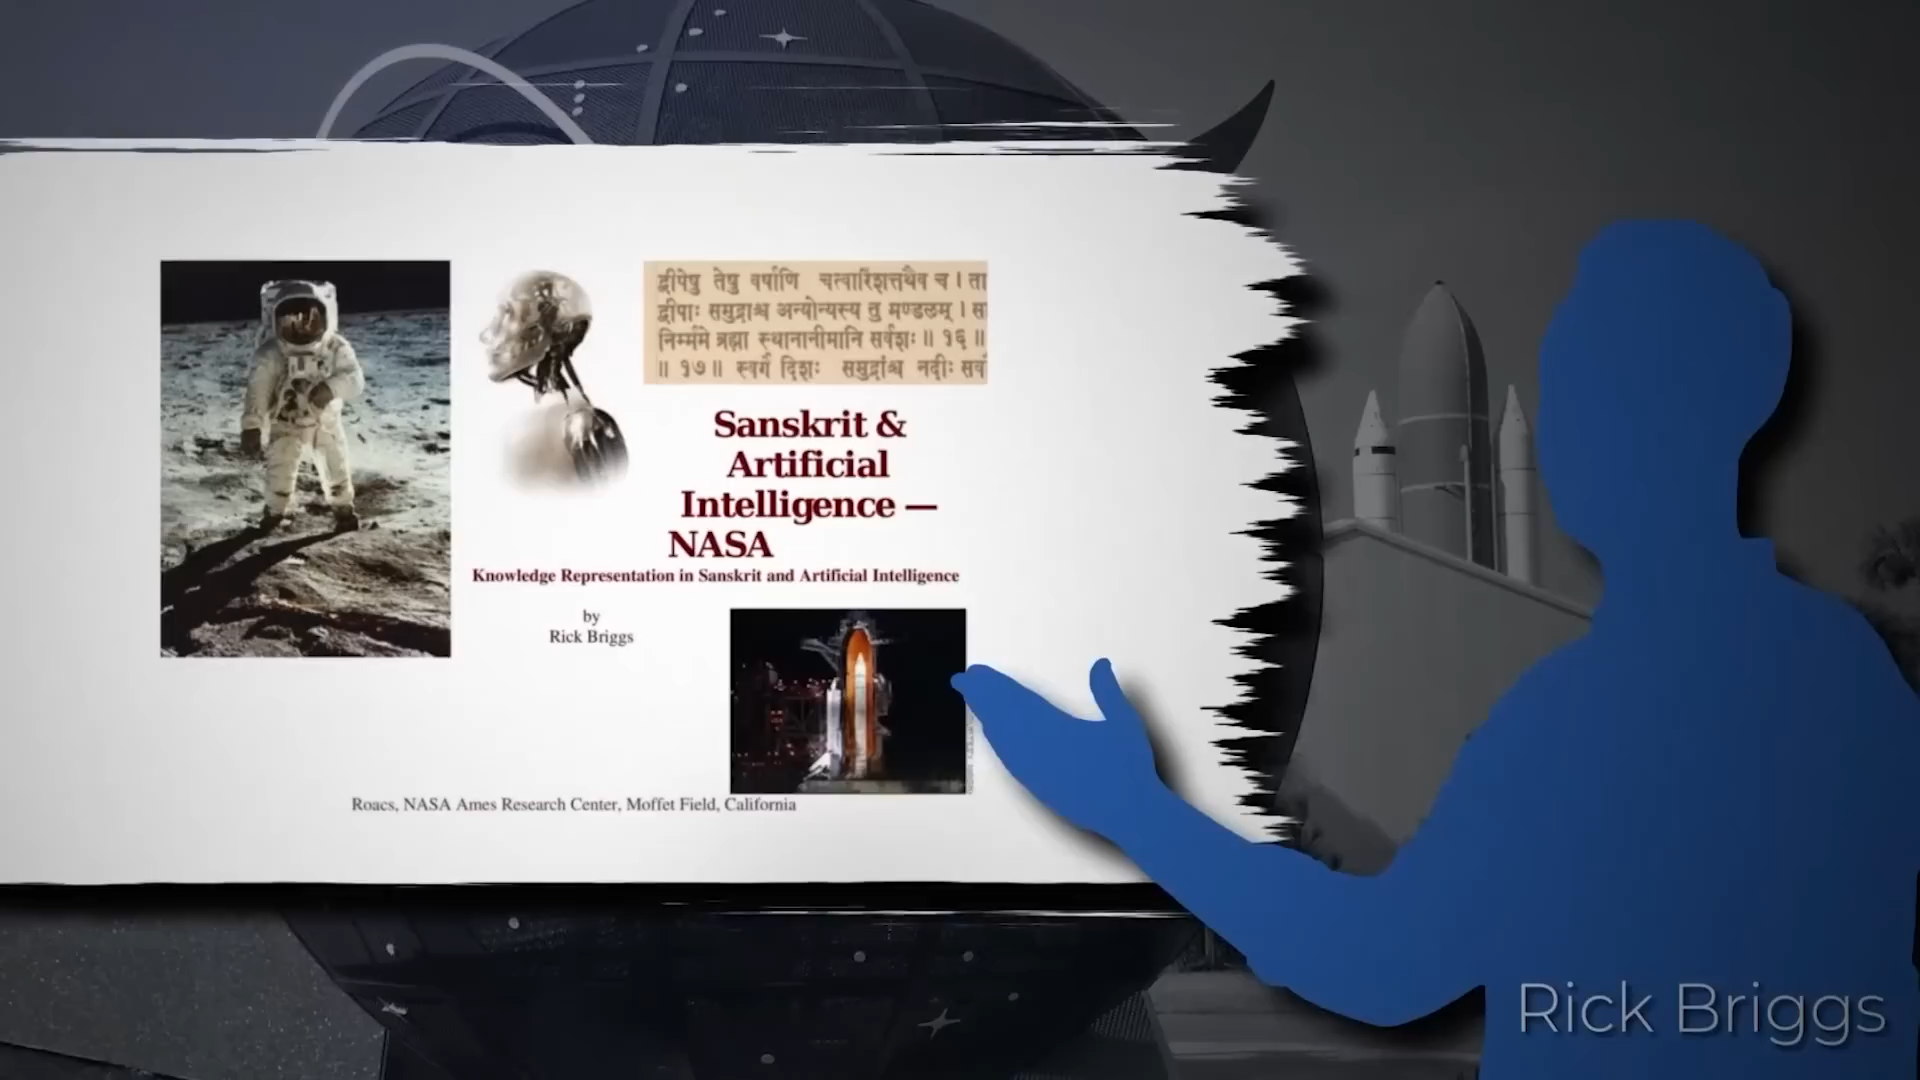 द्वीपेषु तेषु वर्षाणि चत्वारिंशत्तथैव च । ता
द्वीपाः समुद्राश्च अन्योन्यस्य तु मण्डलम् । स
निर्म्ममे ब्रह्मा स्थानानीमानि सर्वशः ॥ १६ ॥
॥ १७ ॥ स्वर्गे दिशः समुद्रांश्च नदीः सर्व
Sanskrit &
Artificial
Intelligence —
NASA
Knowledge Representation in Sanskrit and Artificial Intelligence
by
Rick Briggs
Roacs, NASA Ames Research Center, Moffet Field, California
Rick Briggs